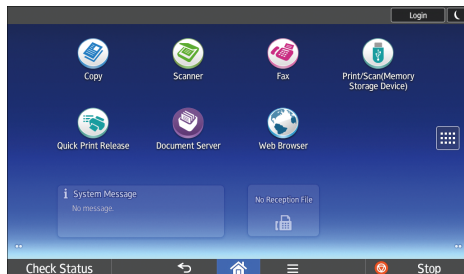 Login
Copy
Scanner
Fax
Print/Scan(Memory
Storage Device)
Quick Print Release
Document Server
Web Browser
i System Message
No message.
No Reception File
Check Status
Stop